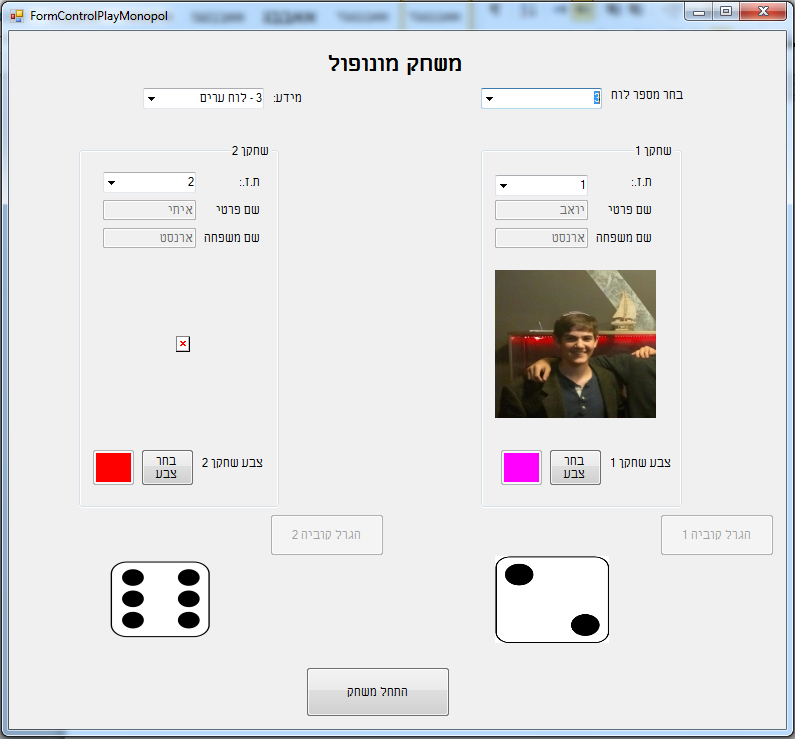 FormControlPlayMonopol
משחק מונופול
בחר מספר לוח
3
מידע:
3 - לוח ערים
שחקן 1
ת.ז.:
1
שם פרטי
יואב
שם משפחה
ארנסט
צבע שחקן 1
בחר
צבע
הגרל קוביה 1
שחקן 2
ת.ז.:
2
שם פרטי
איתי
שם משפחה
ארנסט
צבע שחקן 2
בחר
צבע
הגרל קוביה 2
התחל משחק